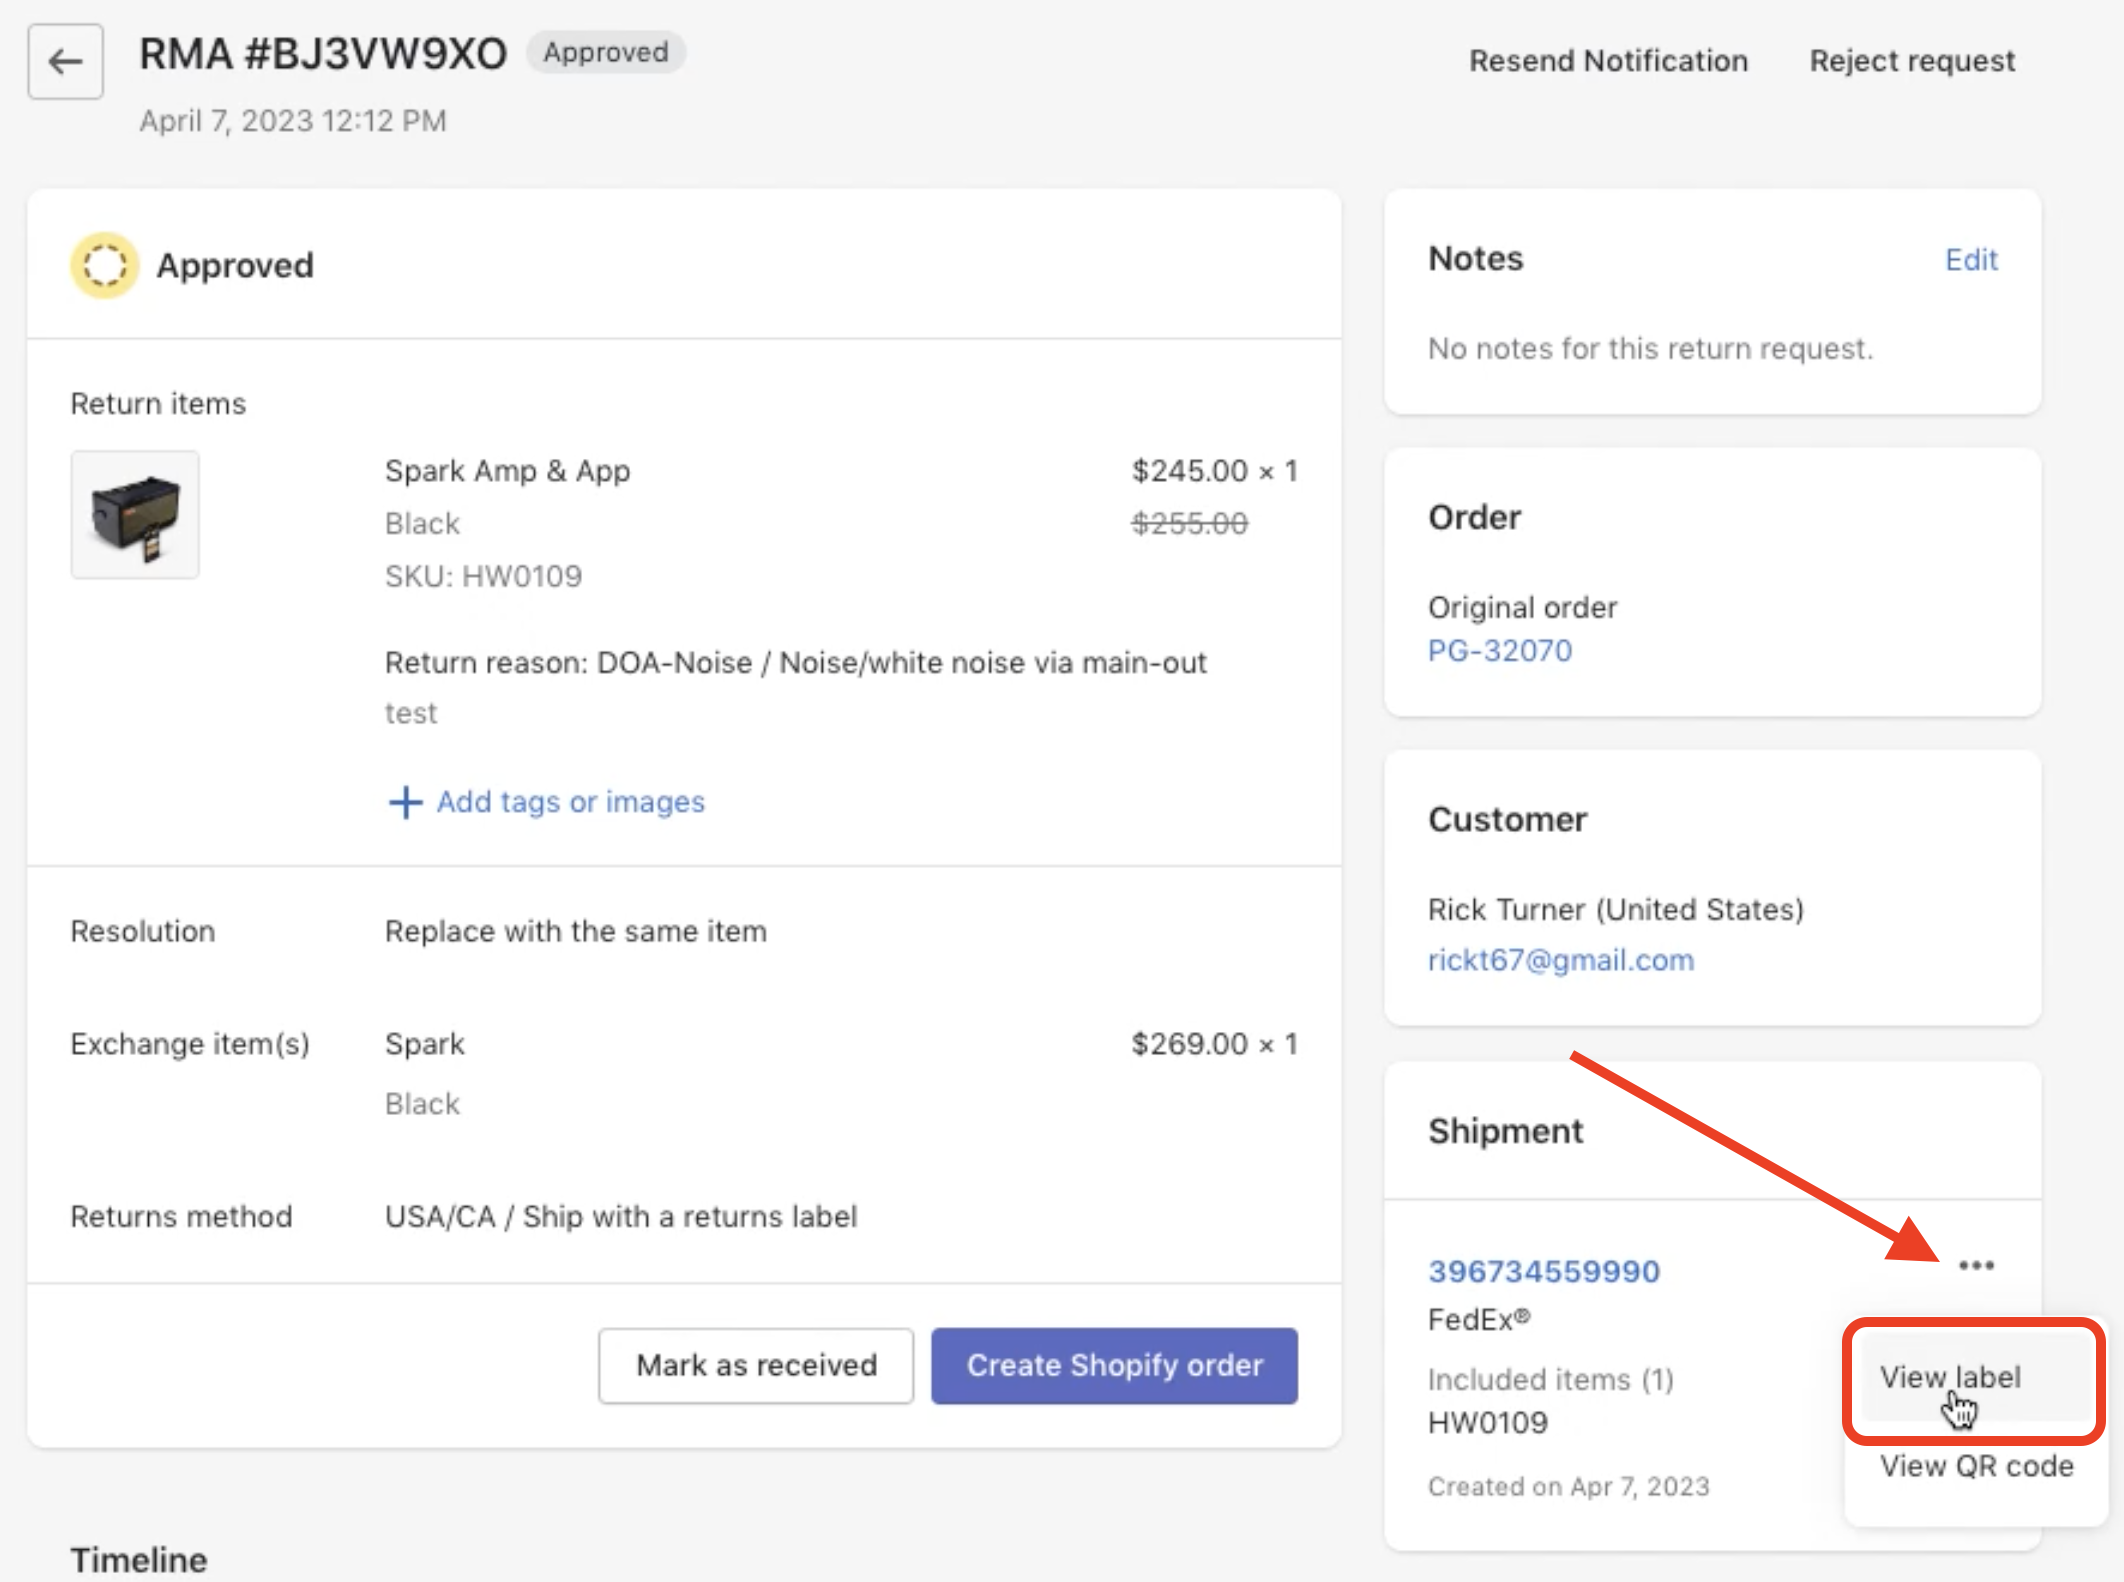 RMA #BJ3VW9XO Approved
Resend Notification Reject request
April 7, 2023 12:12 PM
Approved
Return items
Spark Amp & App $245.00 × 1
Black $255.00
SKU: HW0109
Return reason: DOA-Noise / Noise/white noise via main-out
test
Add tags or images
Resolution Replace with the same item
Exchange item(s) Spark $269.00 × 1
Black
Returns method USA/CA / Ship with a returns label
Mark as received Create Shopify order
Timeline
Notes Edit
No notes for this return request.
Order
Original order
PG-32070
Customer
Rick Turner (United States)
rickt67@gmail.com
Shipment
396734559990
FedEx®
Included items (1)
HW0109
Created on Apr 7, 2023
View label
View QR code